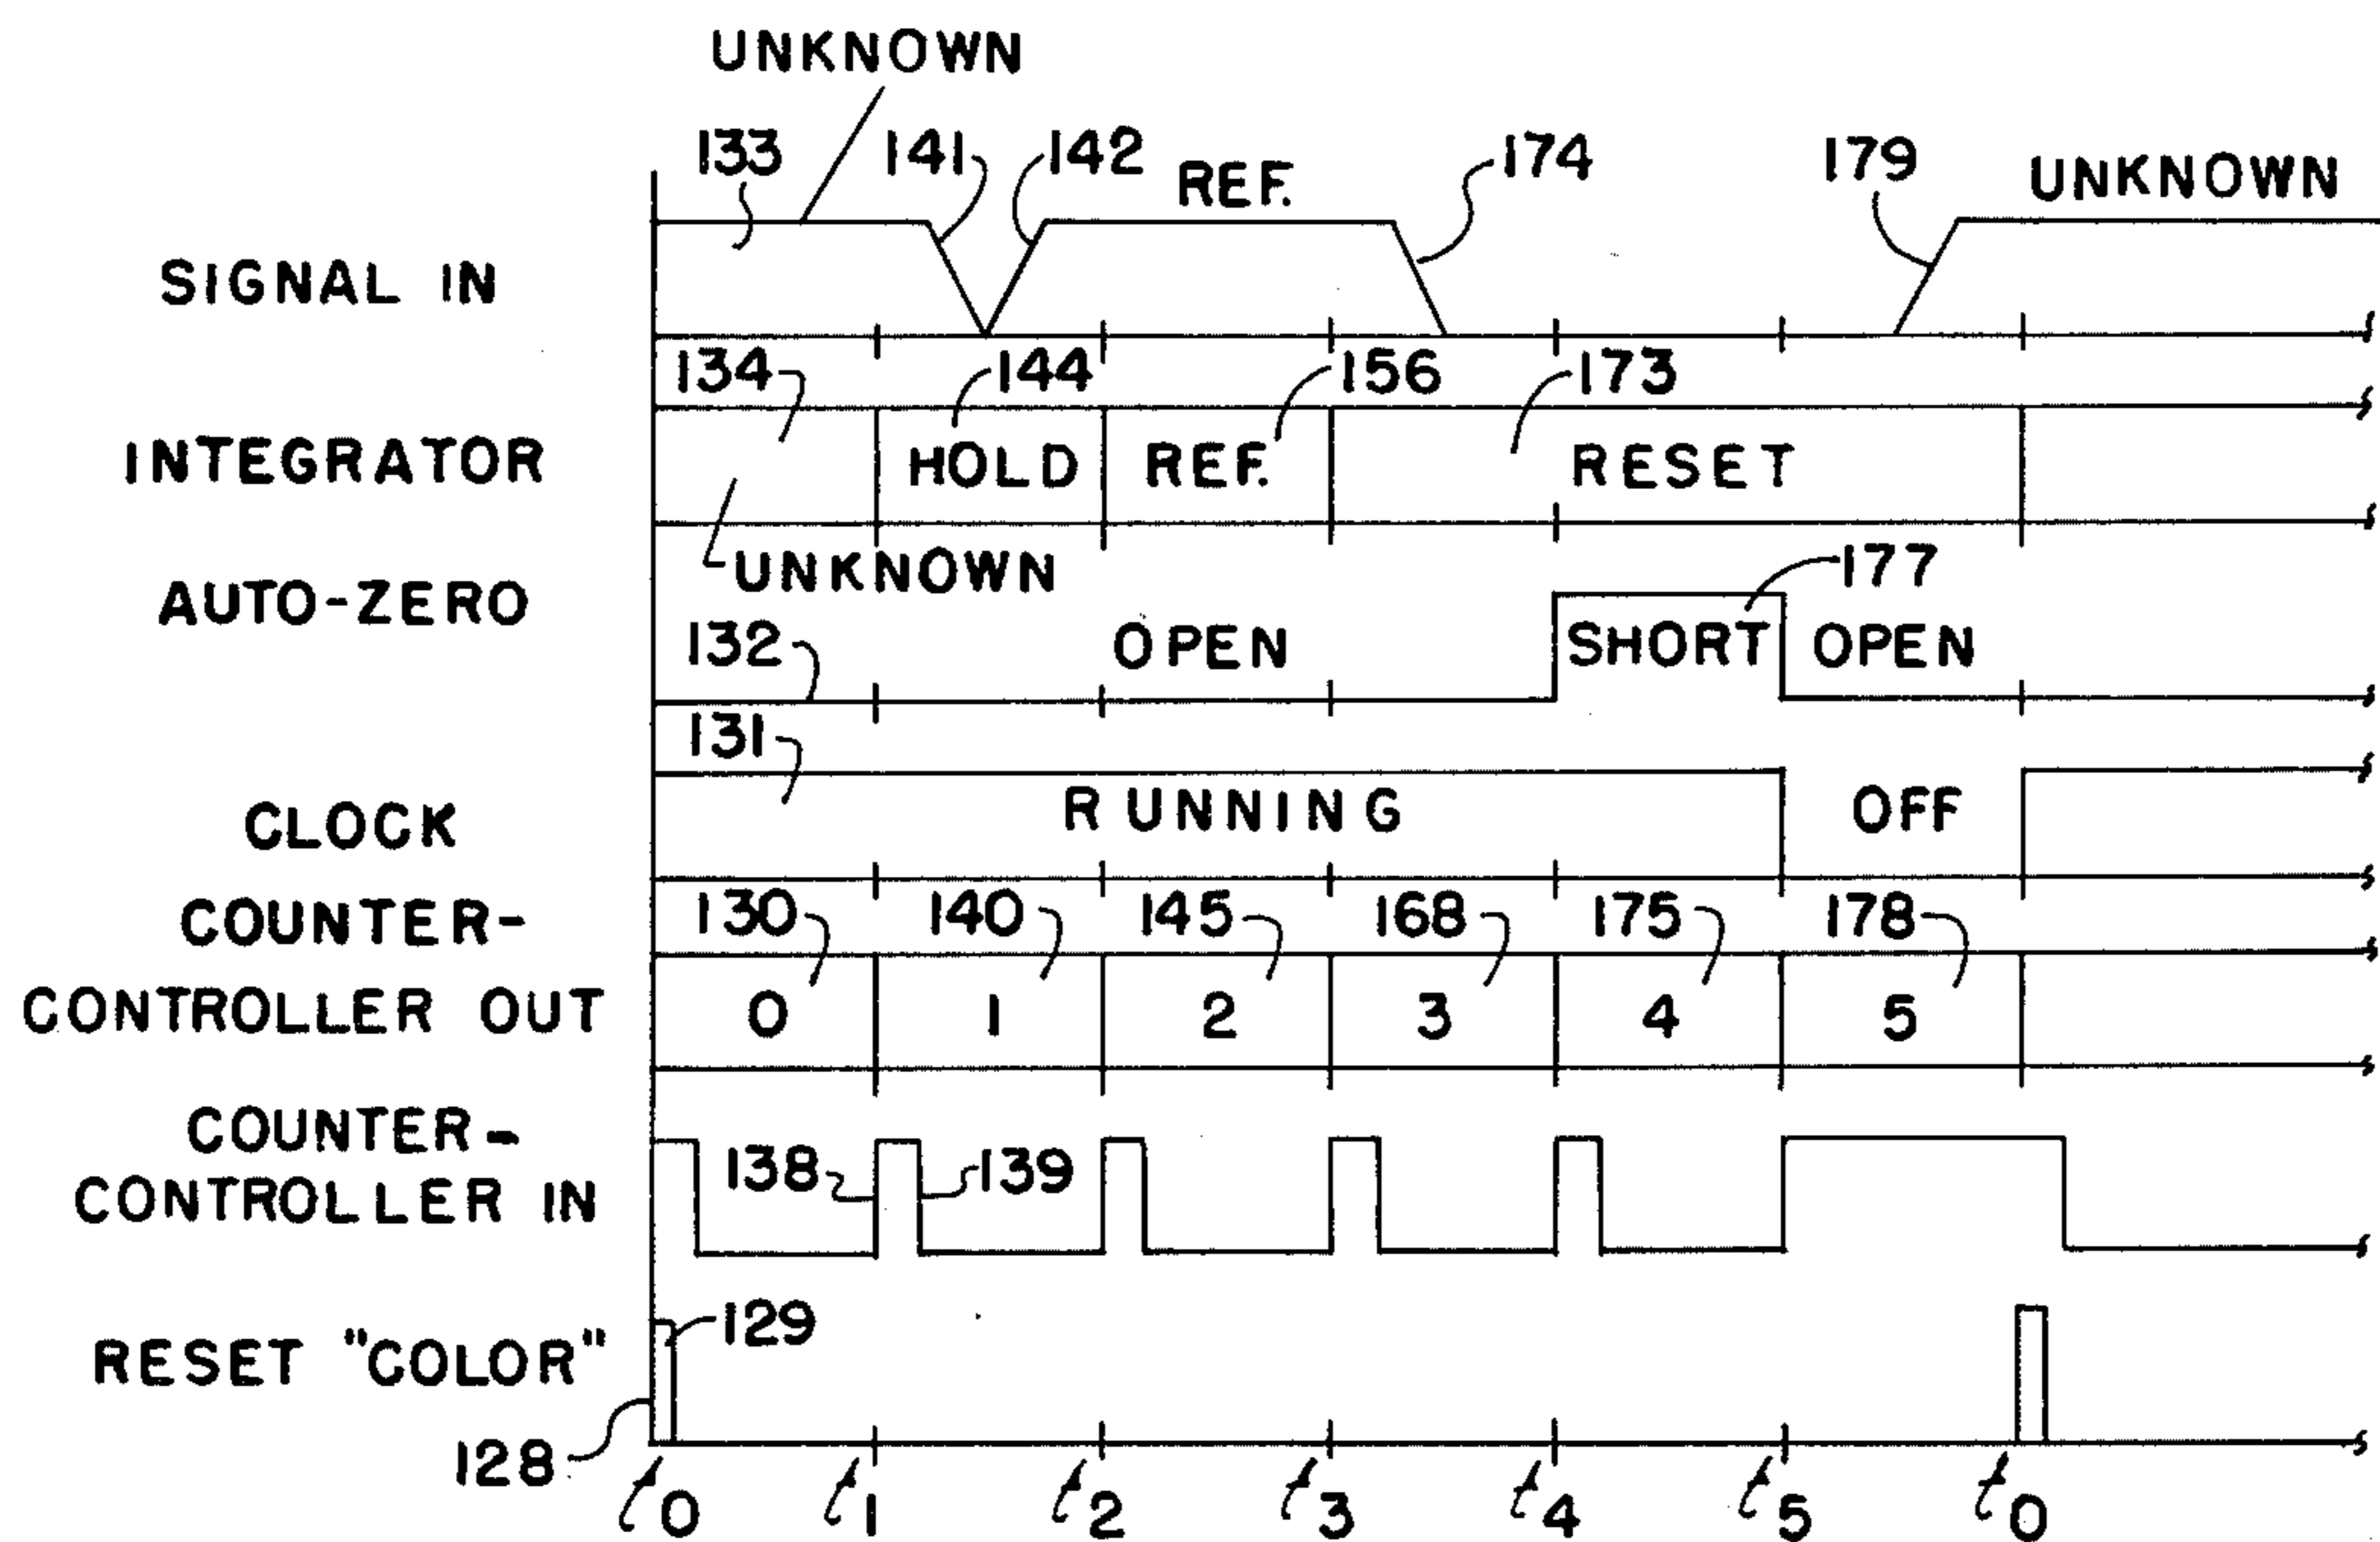 UNKNOWN
133 141 142 REF. 174 179 UNKNOWN
SIGNAL IN
134 144 156 173
INTEGRATOR HOLD REF. RESET
UNKNOWN 177
AUTO-ZERO
132 OPEN SHORT OPEN
131
CLOCK RUNNING OFF
COUNTER- 130 140 145 168 175 178
CONTROLLER OUT 0 1 2 3 4 5
COUNTER-
138 139
CONTROLLER IN
129
RESET "COLOR"
128
t0 t1 t2 t3 t4 t5 t0